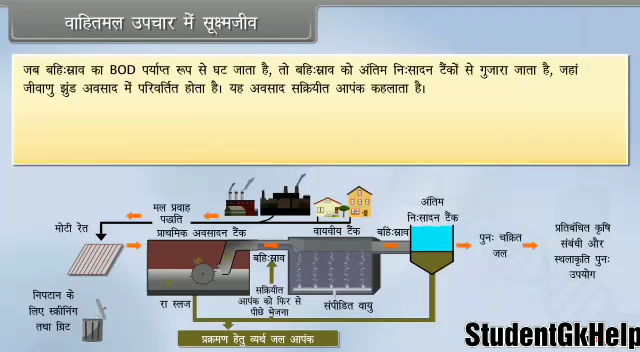 वाहितमल उपचार में सूक्ष्मजीव
जब बहिःस्राव का BOD पर्याप्त रूप से घट जाता है, तो बहिःस्राव को अंतिम निःसादन टैंकों से गुजारा जाता है, जहां
जीवाणु झुंड अवसाद में परिवर्तित होता है। यह अवसाद सक्रियीत आपंक कहलाता है।
मल प्रवाह
पद्धति
मोटी रेत
प्राथमिक अवसादन टैंक
वायवीय टैंक
अंतिम
निःसादन टैंक
बहिःस्राव
बहिःस्राव
पुनः चक्रित
जल
प्रतिबंधित कृषि
संबंधी और
स्थलाकृति पुनः
उपयोग
निपटान के
लिए स्क्रीनिंग
तथा ग्रिट
रा स्लज
सक्रियीत
आपंक को फिर से
पीछे भेजना
संपीडित वायु
प्रक्रमण हेतु व्यर्थ जल आपंक
StudentGkHelp